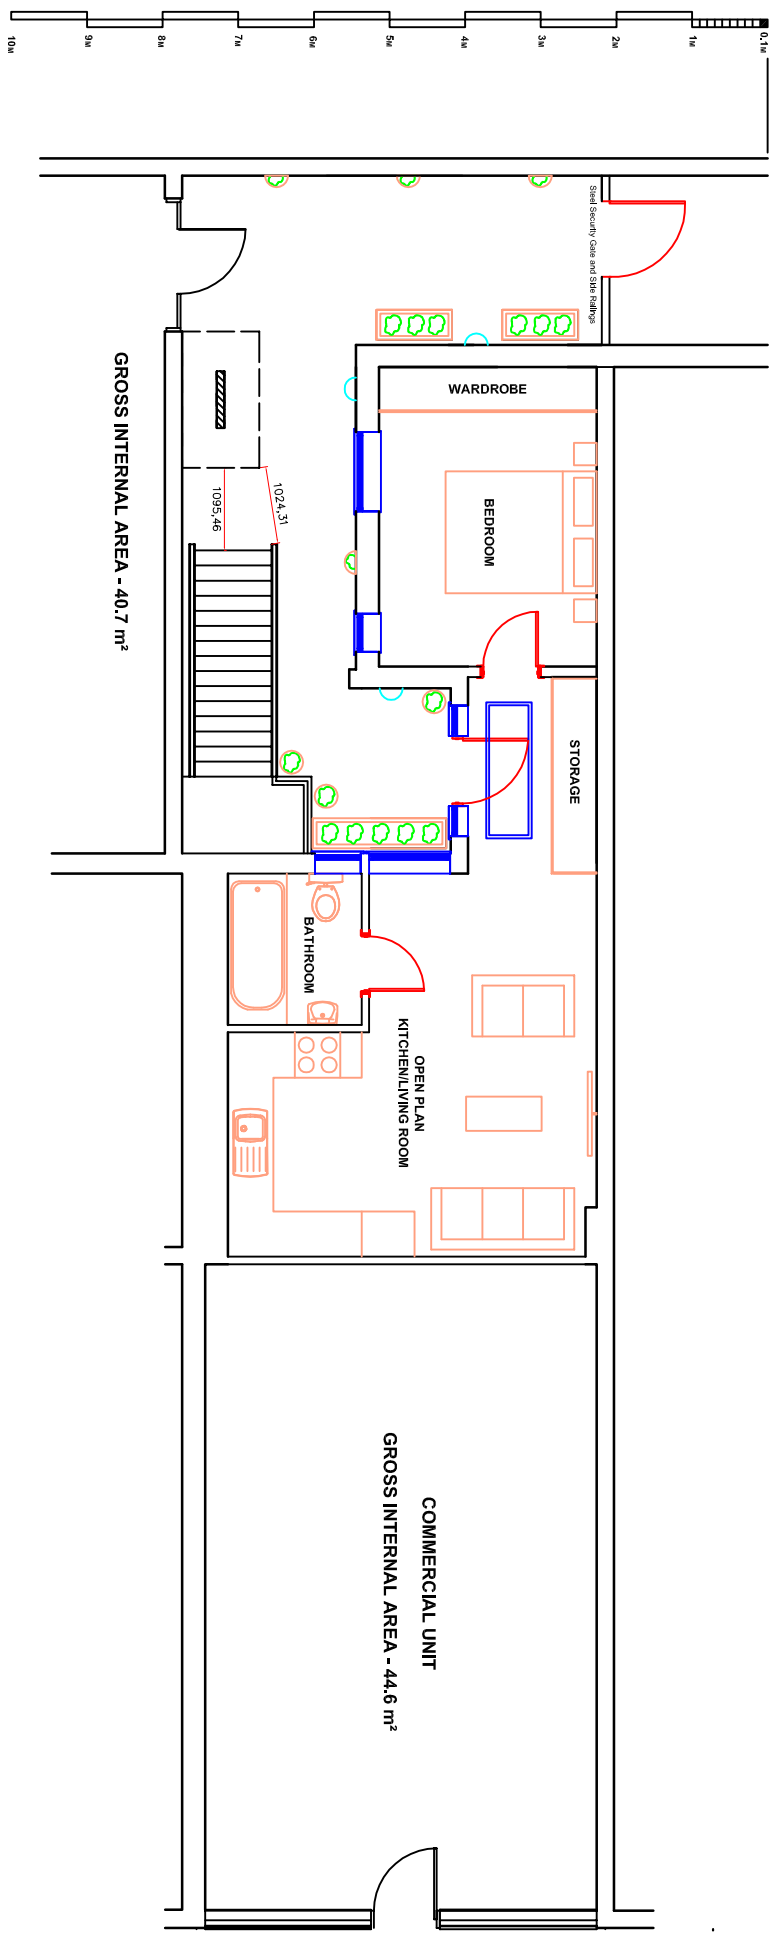 0.1M
1M
2M
3M
4M
5M
6M
7M
8M
9M
10M
Steel Security Gate and Side Railings
WARDROBE
BEDROOM
1024,31
1095,46
GROSS INTERNAL AREA - 40.7 m²
STORAGE
BATHROOM
OPEN PLAN
KITCHEN/LIVING ROOM
COMMERCIAL UNIT
GROSS INTERNAL AREA - 44.6 m²